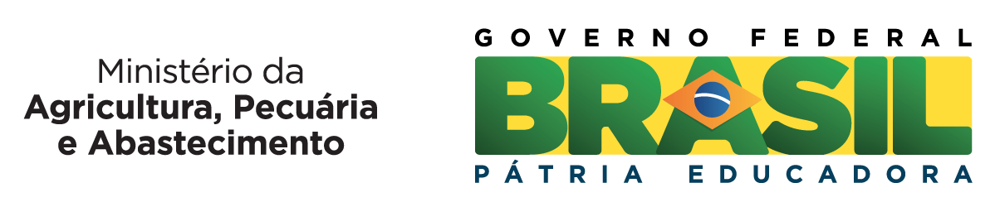 Ministério da
Agricultura, Pecuária
e Abastecimento
GOVERNO FEDERAL
BRASIL
PÁTRIA EDUCADORA